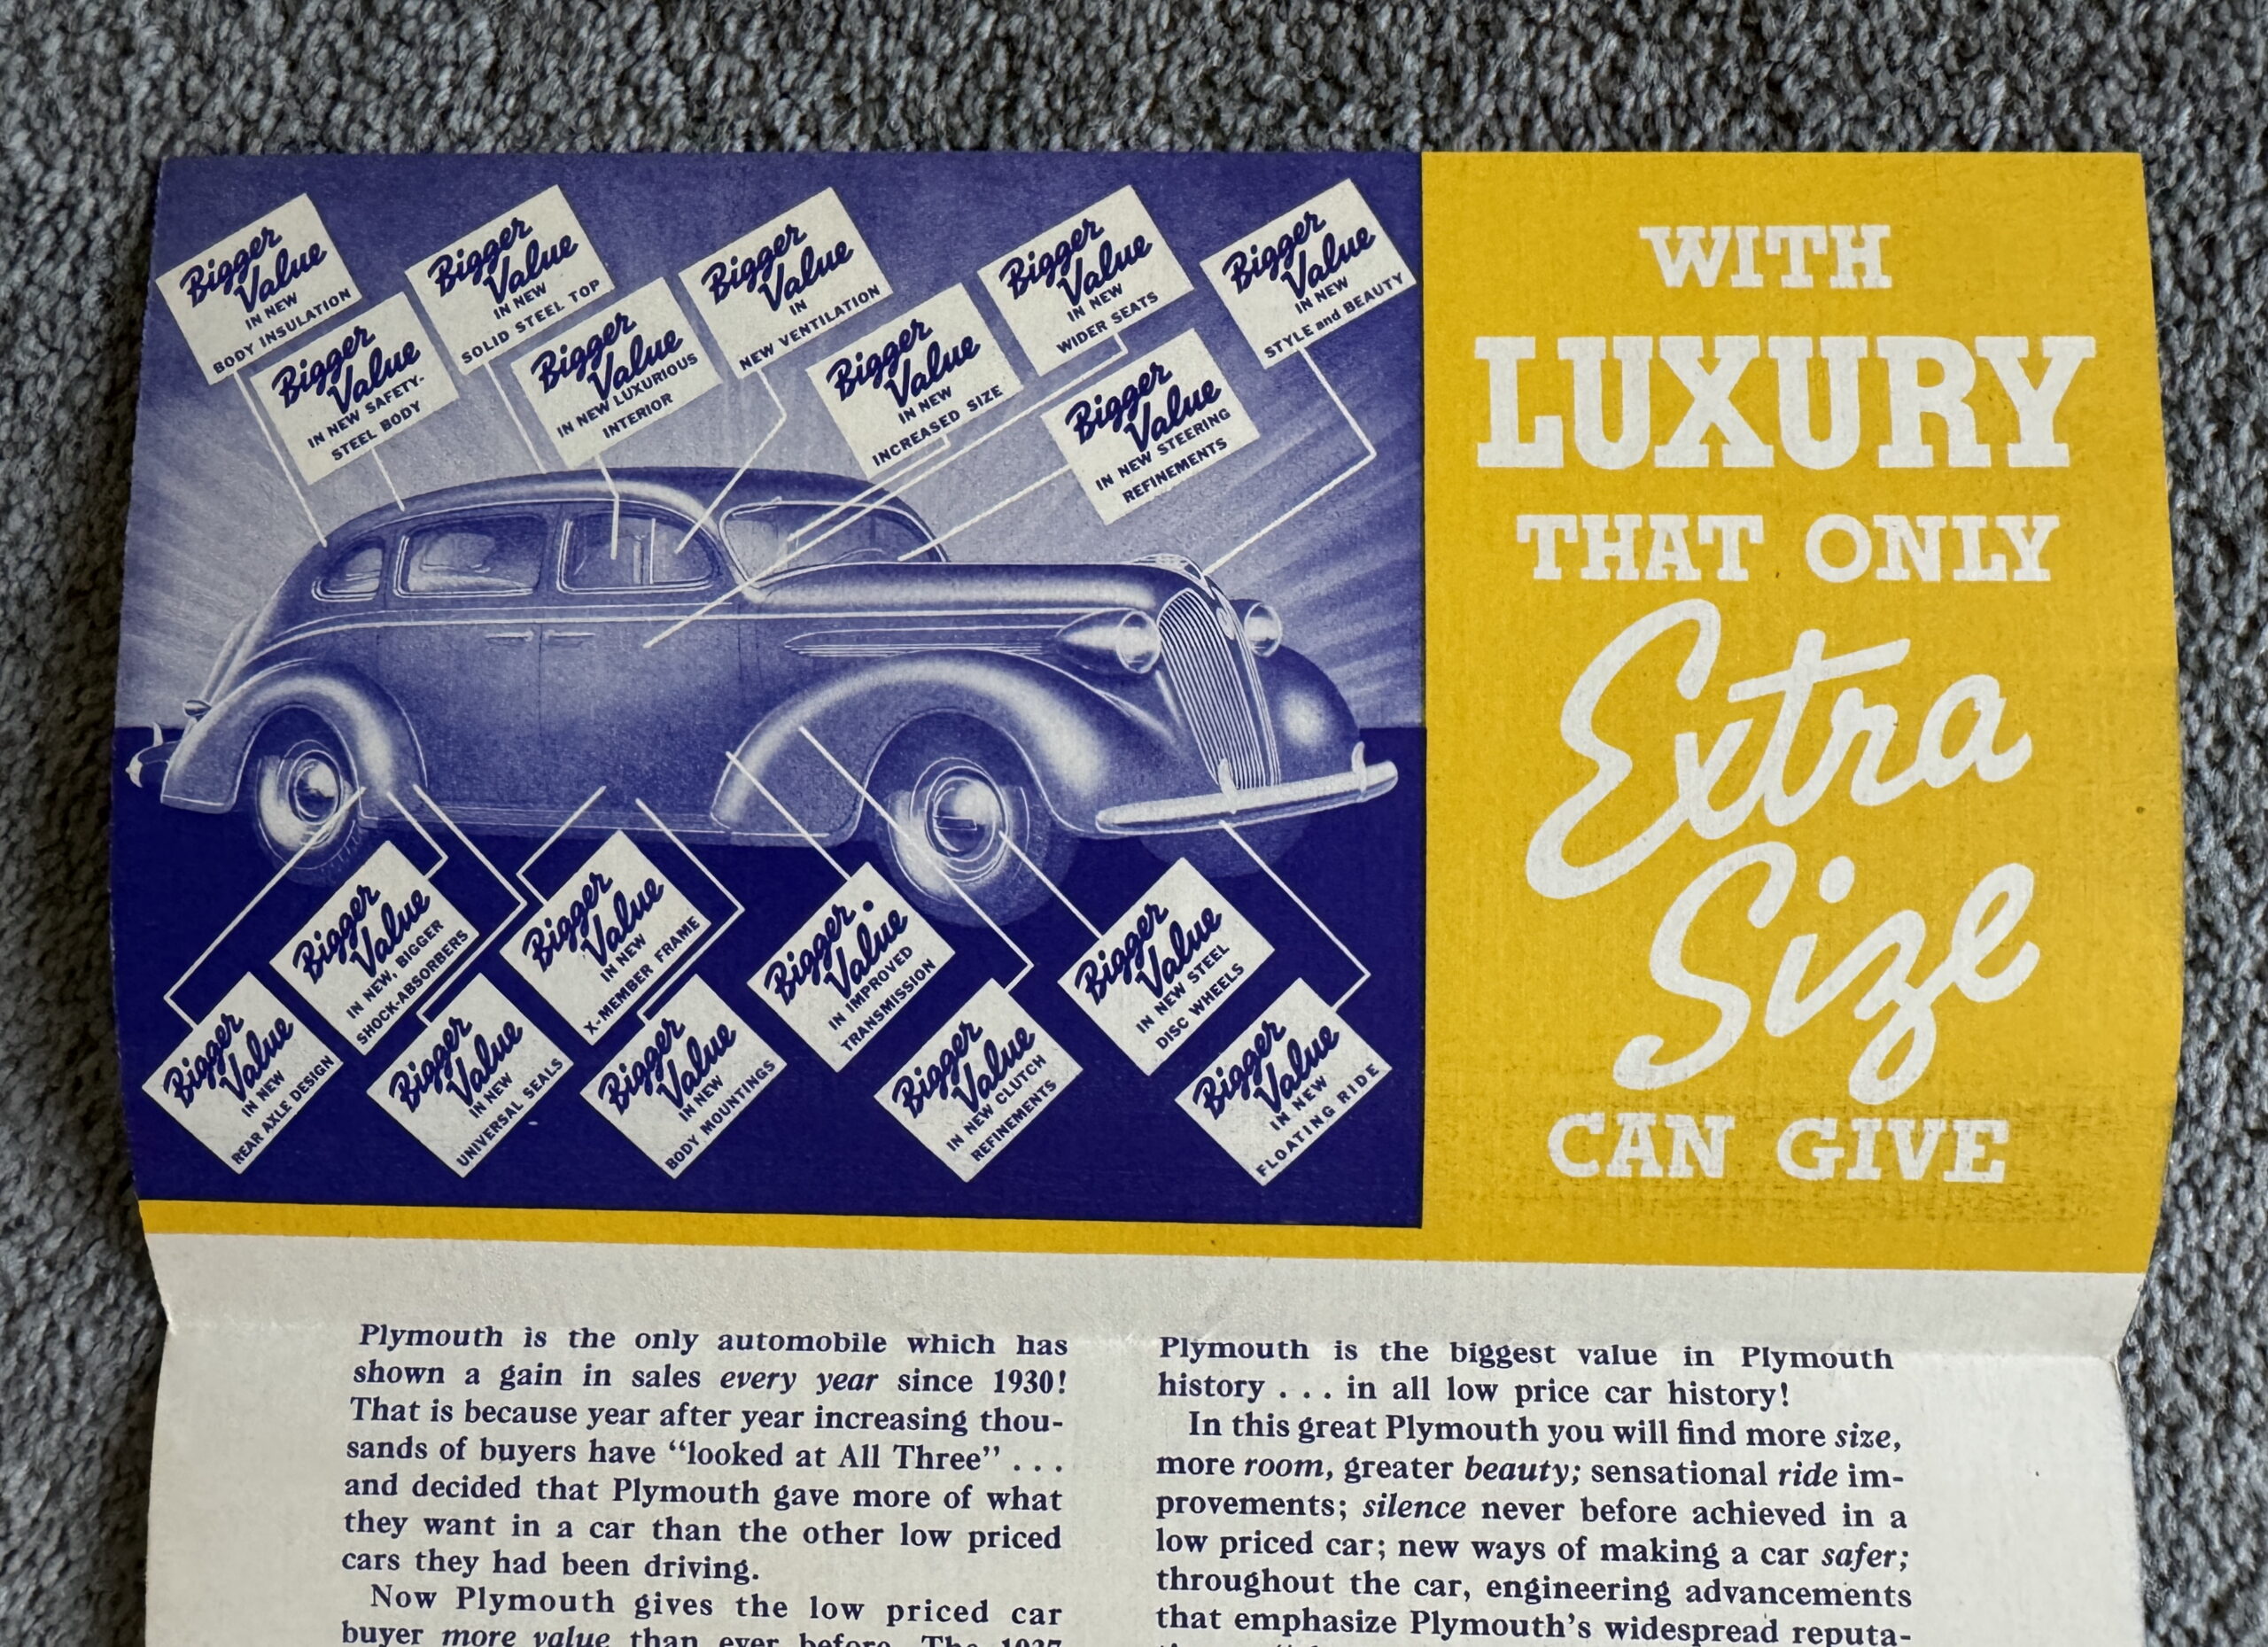 Bigger
Value
IN NEW
BODY INSULATION
Bigger
Value
IN NEW SAFETY-
STEEL BODY
Bigger
Value
IN NEW
SOLID STEEL TOP
Bigger
Value
IN NEW LUXURIOUS
INTERIOR
Bigger
Value
IN
NEW VENTILATION
Bigger
Value
IN NEW
INCREASED SIZE
Bigger
Value
IN NEW
WIDER SEATS
Bigger
Value
IN NEW STEERING
REFINEMENTS
Bigger
Value
IN NEW
STYLE and BEAUTY
Bigger
Value
IN NEW
REAR AXLE DESIGN
Bigger
Value
IN NEW, BIGGER
SHOCK-ABSORBERS
Bigger
Value
IN NEW
UNIVERSAL SEALS
Bigger
Value
IN NEW
X-MEMBER FRAME
Bigger
Value
IN NEW
BODY MOUNTINGS
Bigger
Value
IN IMPROVED
TRANSMISSION
Bigger
Value
IN NEW CLUTCH
REFINEMENTS
Bigger
Value
IN NEW STEEL
DISC WHEELS
Bigger
Value
IN NEW
FLOATING RIDE
WITH
LUXURY
THAT ONLY
Extra
Size
CAN GIVE
Plymouth is the only automobile which has
shown a gain in sales every year since 1930!
That is because year after year increasing thou-
sands of buyers have “looked at All Three” . . .
and decided that Plymouth gave more of what
they want in a car than the other low priced
cars they had been driving.
Now Plymouth gives the low priced car
buyer more value than ever before. The 1937
Plymouth is the biggest value in Plymouth
history . . . in all low price car history!
In this great Plymouth you will find more size,
more room, greater beauty; sensational ride im-
provements; silence never before achieved in a
low priced car; new ways of making a car safer;
throughout the car, engineering advancements
that emphasize Plymouth's widespread reputa-